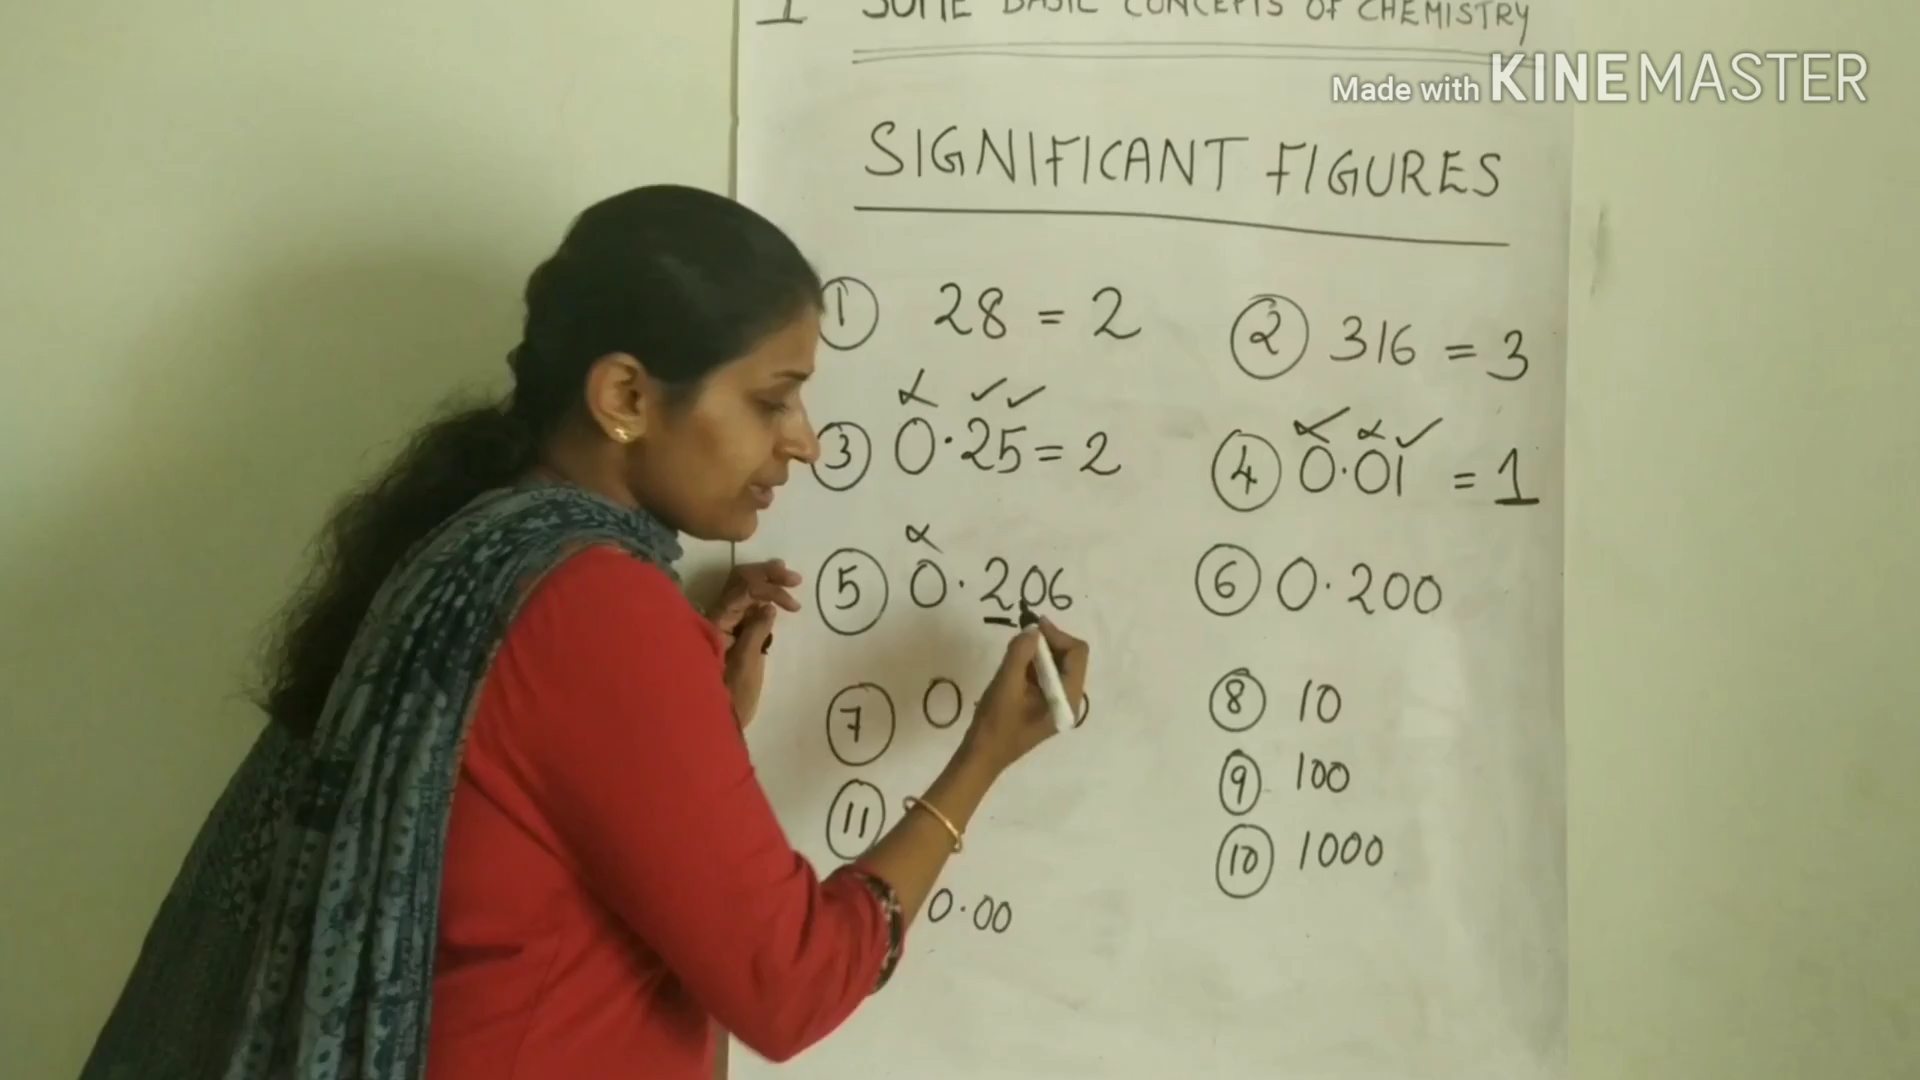 1 SOME BASIC CONCEPTS OF CHEMISTRY
Made with KINEMASTER
SIGNIFICANT FIGURES
① 28 = 2
② 316 = 3
③ 0.25 = 2
④ 0.01 = 1
⑤ 0.206
⑥ 0.200
⑦ 0.
⑧ 10
⑨ 100
⑩ 1000
⑪
0.00